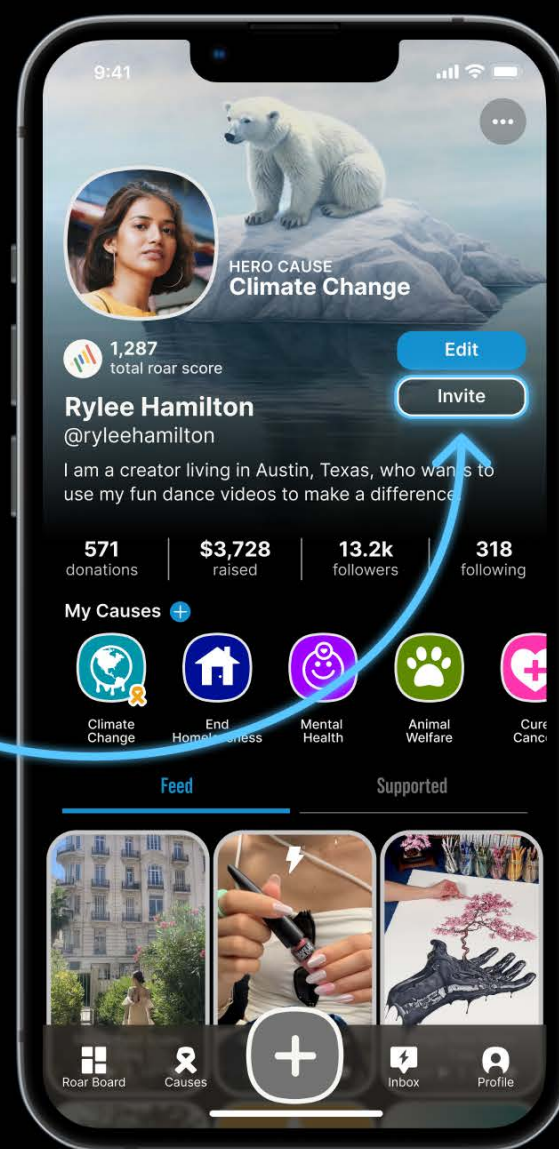 9:41
HERO CAUSE
Climate Change
1,287
total roar score
Edit
Invite
Rylee Hamilton
@ryleehamilton
I am a creator living in Austin, Texas, who wants to
use my fun dance videos to make a difference.
571
donations
$3,728
raised
13.2k
followers
318
following
My Causes
Climate
Change
End
Homelessness
Mental
Health
Animal
Welfare
Cure
Feed
Supported
Roar Board
Causes
Inbox
Profile